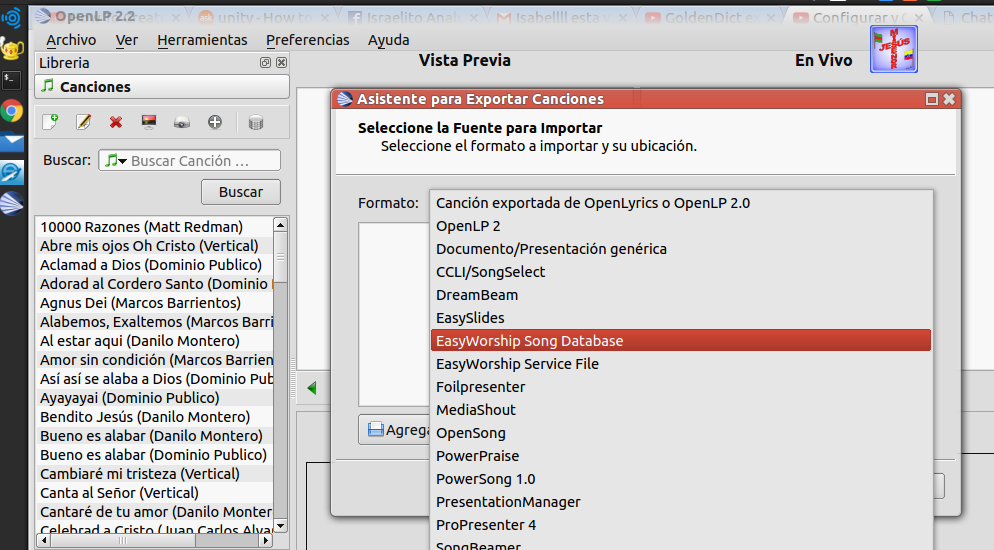 OpenLP 2.2
unity - How to
Israelito Ap
Isabellll esta v
GoldenDict
Configurar y C
Chat
Archivo Ver Herramientas Preferencias Ayuda
Libreria
Vista Previa
En Vivo
JESÚS
Canciones
Buscar: Buscar Canción ...
Buscar
10000 Razones (Matt Redman)
Abre mis ojos Oh Cristo (Vertical)
Aclamad a Dios (Dominio Publico)
Adorad al Cordero Santo (Dominio
Agnus Dei (Marcos Barrientos)
Alabemos, Exaltemos (Marcos Barri
Al estar aqui (Danilo Montero)
Amor sin condición (Marcos Barrien
Así así se alaba a Dios (Dominio Pub
Ayayayai (Dominio Publico)
Bendito Jesús (Danilo Montero)
Bueno es alabar (Danilo Montero)
Bueno es alabar (Dominio Publico)
Cambiaré mi tristeza (Vertical)
Canta al Señor (Vertical)
Cantaré de tu amor (Danilo Monter
Celebrad a Cristo ( Juan Carlos Alva
Asistente para Exportar Canciones
Seleccione la Fuente para Importar
Seleccione el formato a importar y su ubicación.
Formato:
Canción exportada de OpenLyrics o OpenLP 2.0
OpenLP 2
Documento/Presentación genérica
CCLI/SongSelect
DreamBeam
EasySlides
EasyWorship Song Database
EasyWorship Service File
Foilpresenter
MediaShout
OpenSong
PowerPraise
PowerSong 1.0
PresentationManager
ProPresenter 4
SongBeamer
Agrega